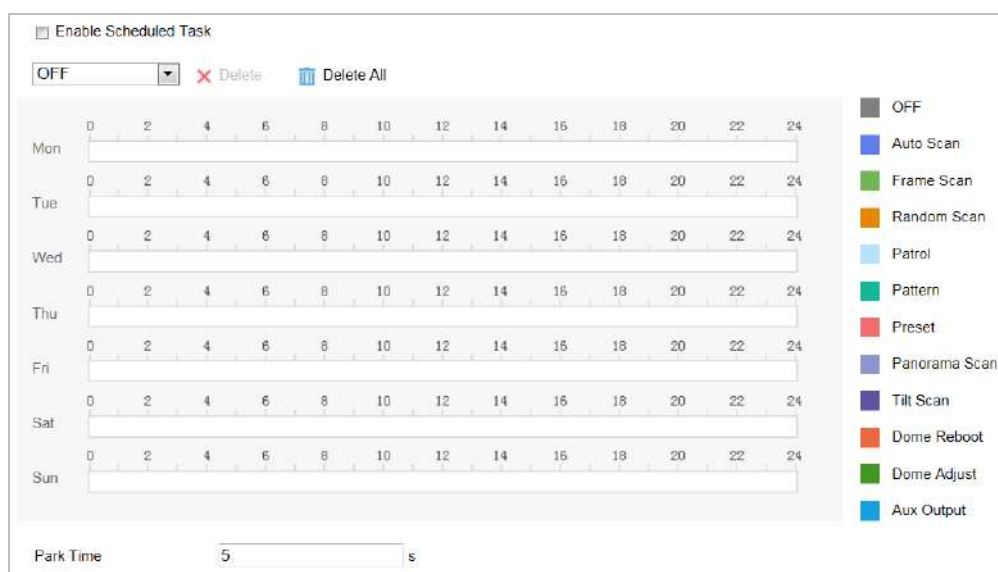 Enable Scheduled Task
OFF Delete Delete All
OFF
0 2 4 6 8 10 12 14 16 18 20 22 24
Mon
Auto Scan
0 2 4 6 8 10 12 14 16 18 20 22 24
Frame Scan
Tue
Random Scan
0 2 4 6 8 10 12 14 16 18 20 22 24
Wed
Patrol
0 2 4 6 8 10 12 14 16 18 20 22 24
Pattern
Thu
Preset
0 2 4 6 8 10 12 14 16 18 20 22 24
Fri
Panorama Scan
0 2 4 6 8 10 12 14 16 18 20 22 24
Tilt Scan
Sat
Dome Reboot
0 2 4 6 8 10 12 14 16 18 20 22 24
Sun
Dome Adjust
Aux Output
Park Time 5 s